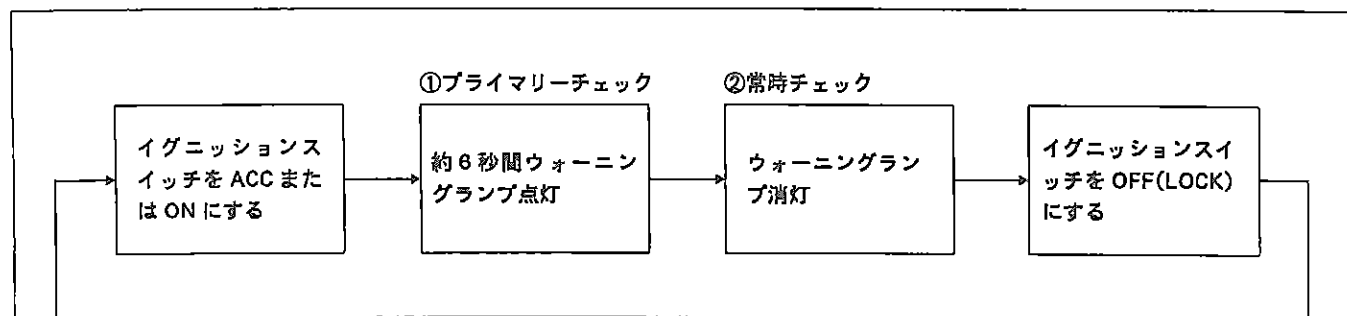 ①プライマリーチェック
②常時チェック
イグニッションス
イッチを ACC また
は ON にする
約 6 秒間ウォーニン
グランプ点灯
ウォーニングラン
プ消灯
イグニッションスイ
ッチを OFF(LOCK)
にする